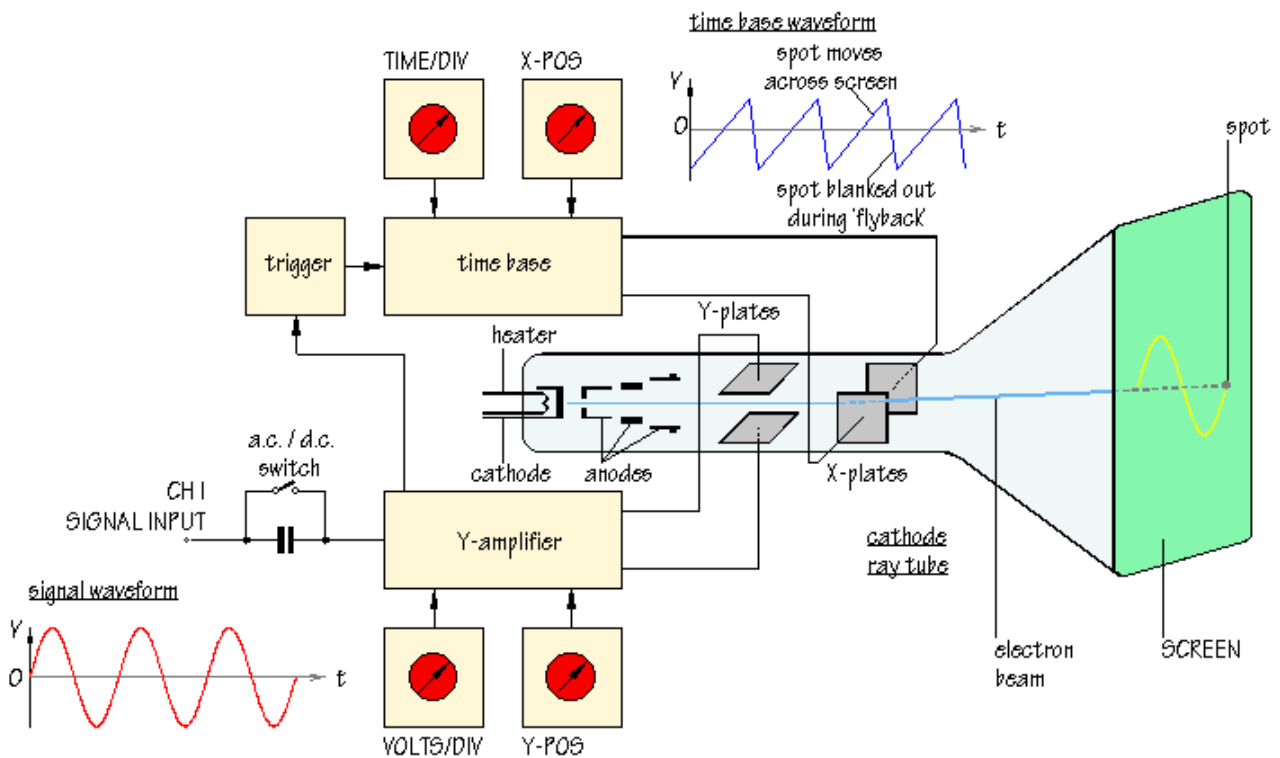 time base waveform
TIME/DIV
X-POS
spot moves
across screen
V
0
t
spot
spot blanked out
during 'flyback'
trigger
time base
Y-plates
heater
cathode
anodes
X-plates
a.c. / d.c.
switch
CH I
SIGNAL INPUT
Y-amplifier
cathode
ray tube
signal waveform
V
0
t
electron
beam
SCREEN
VOLTS/DIV
Y-POS